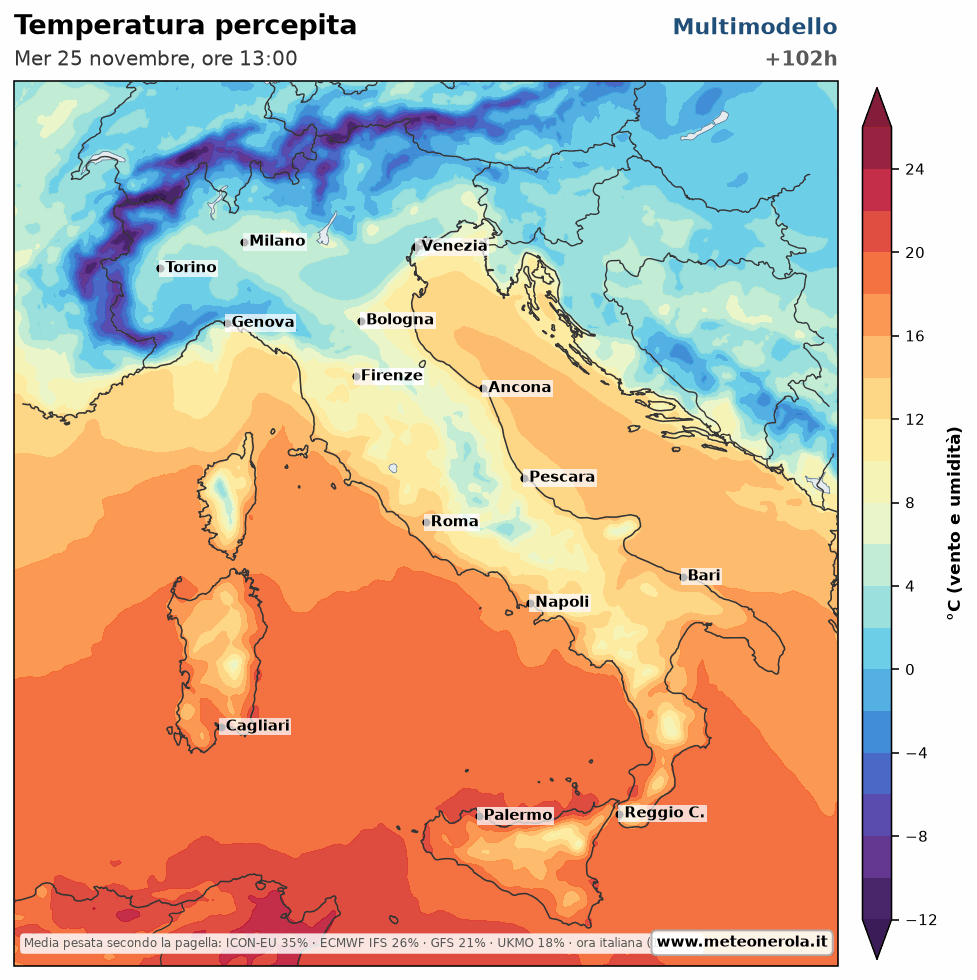 Temperatura percepita
Multimodello
Mer 25 novembre, ore 13:00
+102h
Milano
Venezia
Torino
Genova
Bologna
Firenze
Ancona
Pescara
Roma
Bari
Napoli
Cagliari
Palermo
Reggio C.
24
20
16
12
8
4
0
−4
−8
−12
°C (vento e umidità)
Media pesata secondo la pagella: ICON-EU 35% · ECMWF IFS 26% · GFS 21% · UKMO 18% · ora italiana (
www.meteonerola.it